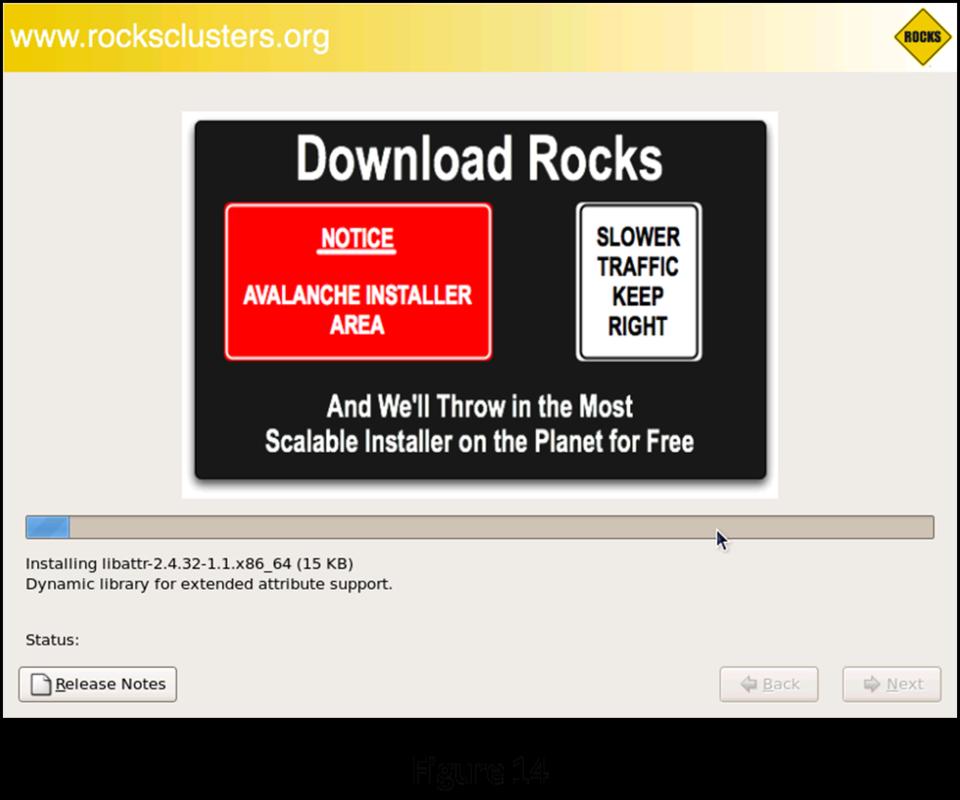 www.rocksclusters.org
ROCKS
Download Rocks
NOTICE
AVALANCHE INSTALLER
AREA
SLOWER
TRAFFIC
KEEP
RIGHT
And We'll Throw in the Most
Scalable Installer on the Planet for Free
Installing libattr-2.4.32-1.1.x86_64 (15 KB)
Dynamic library for extended attribute support.
Status:
Release Notes
Back
Next
Figure 14